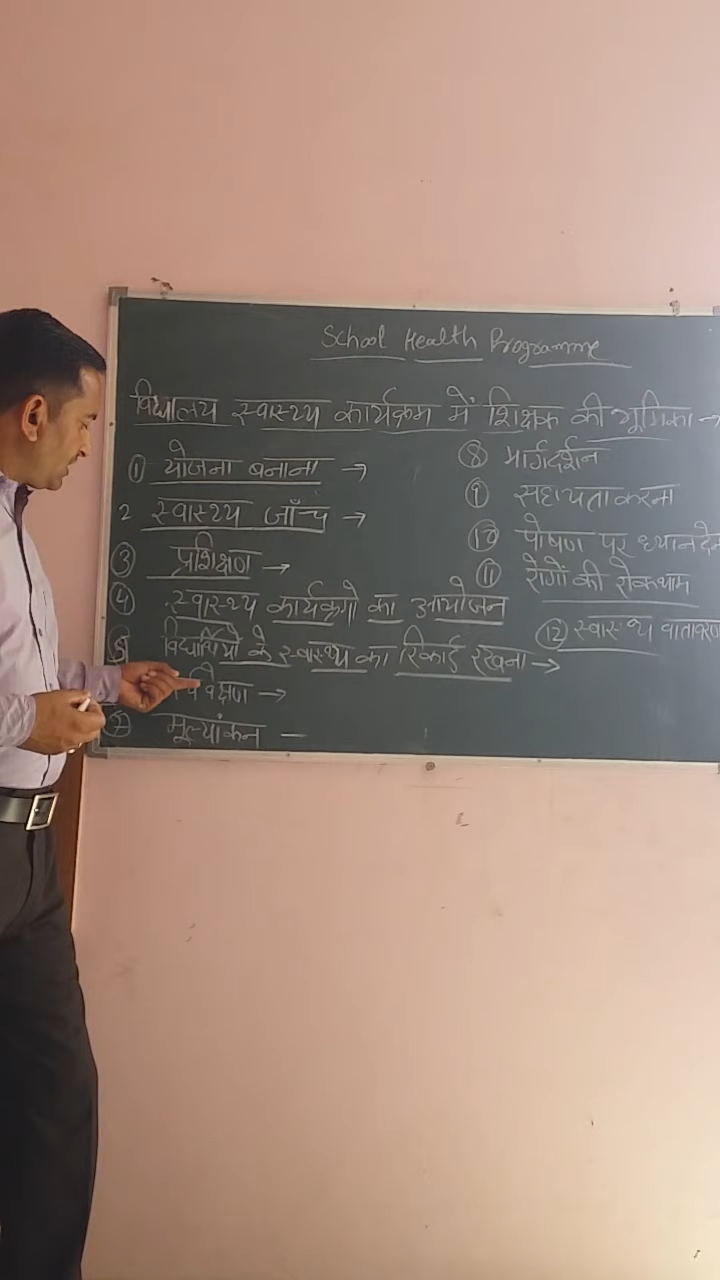 School Health Programme
विद्यालय स्वास्थ्य कार्यक्रम में शिक्षक की भूमिका →
① योजना बनाना →
2 स्वास्थ्य जाँच →
③ प्रशिक्षण →
④ स्वास्थ्य कार्यक्रमो का आयोजन
⑤ विद्यार्थियो के स्वास्थ्य का रिकार्ड रखना →
वेक्षण →
⑦ मूल्यांकन —
⑧ मार्गदर्शन
⑨ सहायता करना
⑩ पोषण पर ध्यान देन
⑪ रोगों की रोकथाम
⑫ स्वास्थ्य वातावरण